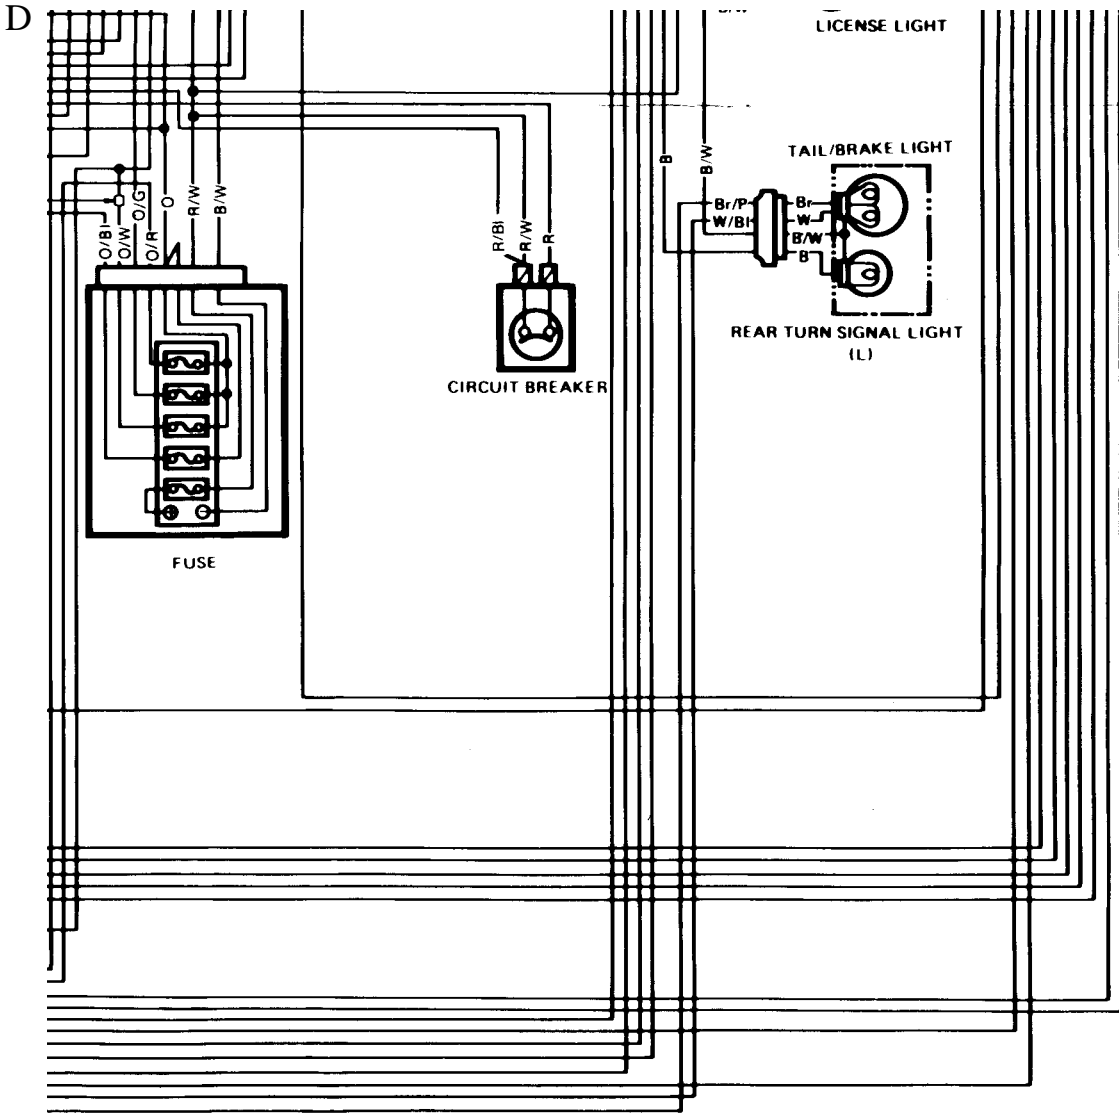 D
B/W
LICENSE LIGHT
TAIL/BRAKE LIGHT
B
B/W
Br/P
W/Bl
Br
W
B/W
B
REAR TURN SIGNAL LIGHT
(L)
O/Bl
O/W
O/G
O/R
O
R/W
B/W
R/Bl
R/W
R
CIRCUIT BREAKER
FUSE